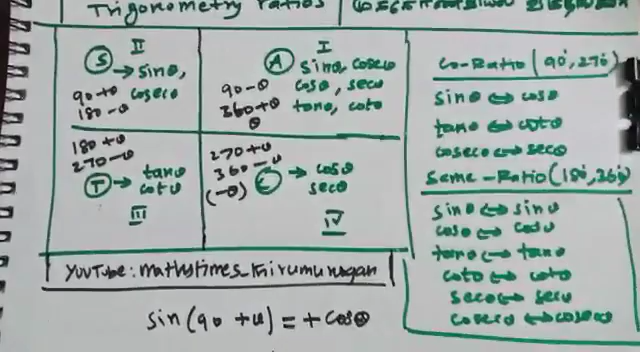 Trigonometry ratios
II
S → sinθ,
90+θ cosecθ
180-θ
I
A sinθ, cosecθ
90-θ cosθ, secθ
360+θ tanθ, cotθ
θ
180+θ
270-θ
T → tanθ
cotθ
III
270+θ
360-θ
(-θ) C → cosθ
secθ
IV
Co-Ratio (90°, 270°)
sinθ ↔ cosθ
tanθ ↔ cotθ
cosecθ ↔ secθ
Same-Ratio (180°, 360°)
sinθ ↔ sinθ
cosθ ↔ cosθ
tanθ ↔ tanθ
cotθ ↔ cotθ
secθ ↔ secθ
cosecθ ↔ cosecθ
YouTube: mathstimes_thirumurugan
sin(90+θ) = +cosθ